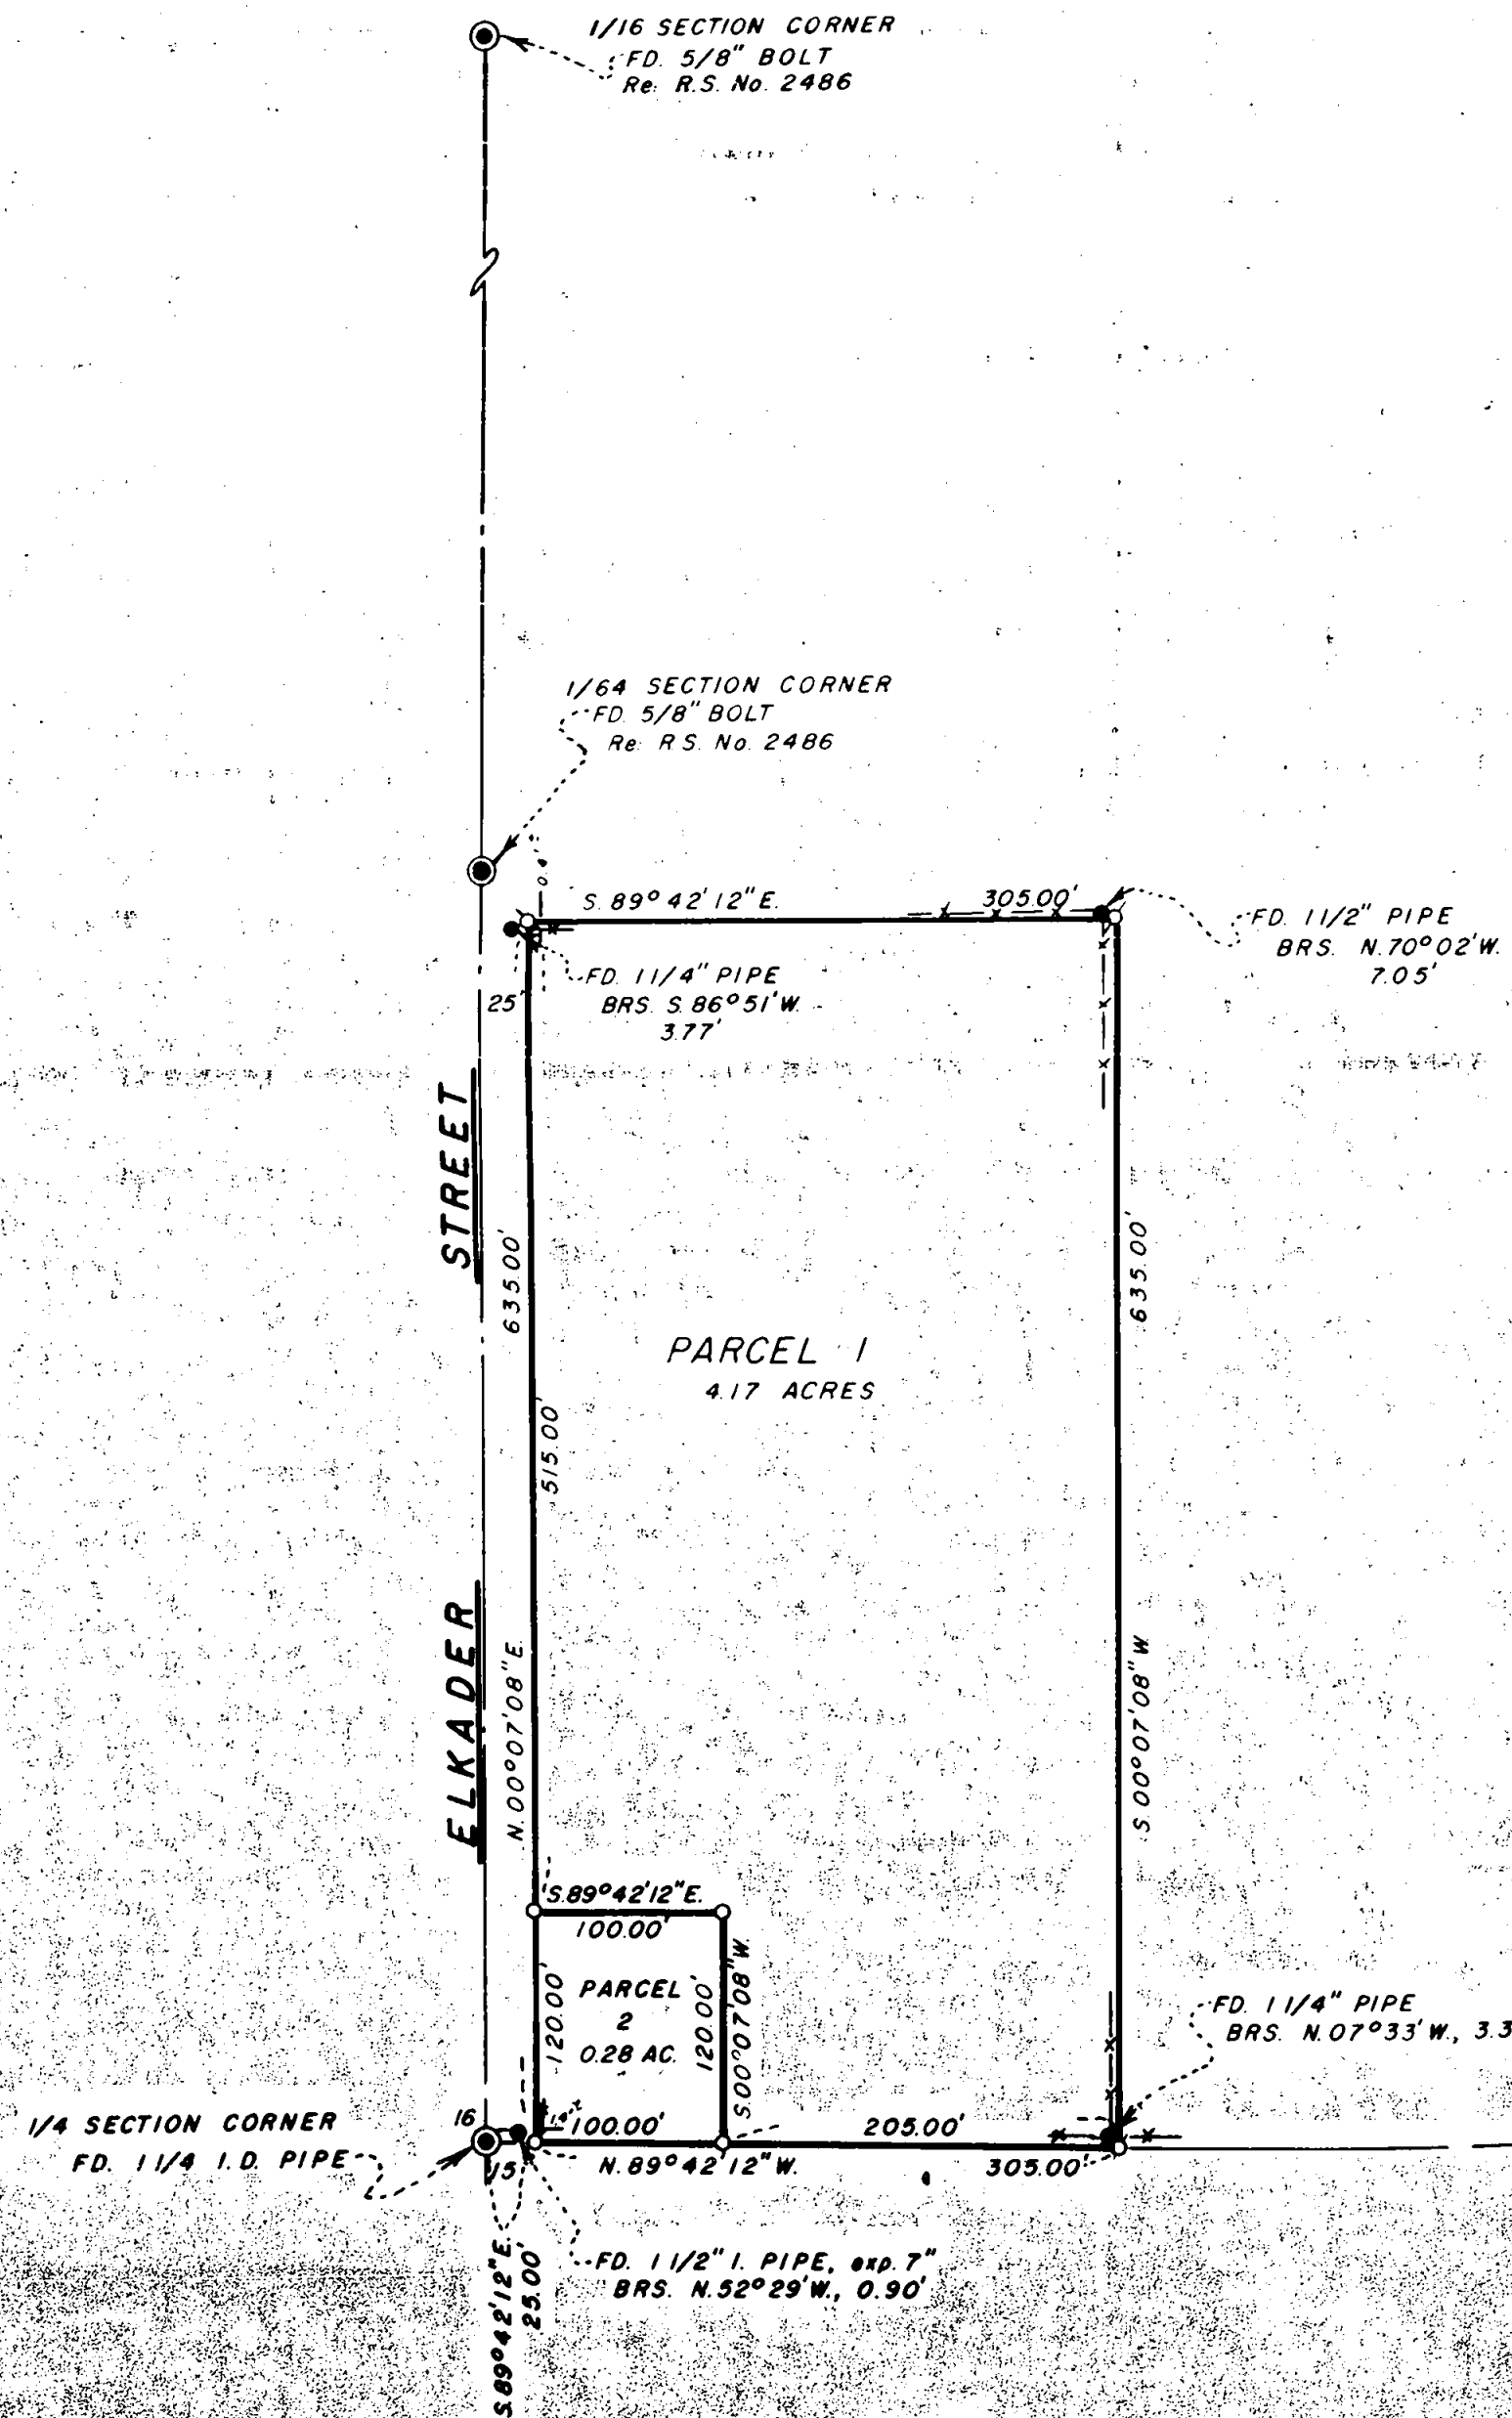 1/16 SECTION CORNER
FD. 5/8" BOLT
Re: R.S. No. 2486
1/64 SECTION CORNER
FD. 5/8" BOLT
Re: R.S. No. 2486
S. 89° 42' 12" E.
305.00'
FD. 1 1/2" PIPE
BRS. N. 70° 02' W.
7.05'
FD. 1 1/4" PIPE
BRS. S. 86° 51' W.
3.77'
25'
STREET
635.00'
635.00'
PARCEL 1
4.17 ACRES
515.00'
ELKADER
N. 00° 07' 08" E.
S. 00° 07' 08" W
S. 89° 42' 12" E.
100.00'
PARCEL
2
0.28 AC.
120.00'
120.00'
S. 00° 07' 08" W.
FD. 1 1/4" PIPE
BRS. N. 07° 33' W., 3.3
1/4 SECTION CORNER
FD. 1 1/4 I.D. PIPE
16
15
100.00'
205.00'
N. 89° 42' 12" W.
305.00'
FD. 1 1/2" I. PIPE, exp. 7"
BRS. N. 52° 29' W., 0.90'
S. 89° 42' 12" E.
25.00'